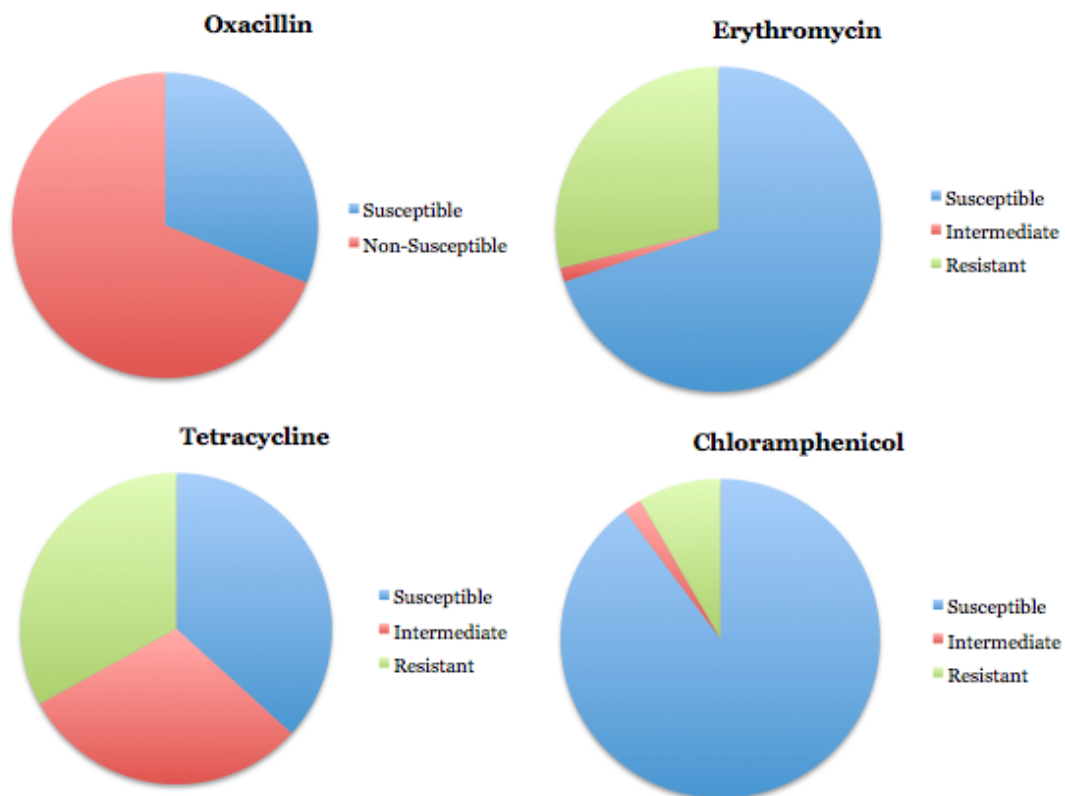 Oxacillin
Susceptible
Non-Susceptible
Erythromycin
Susceptible
Intermediate
Resistant
Tetracycline
Susceptible
Intermediate
Resistant
Chloramphenicol
Susceptible
Intermediate
Resistant